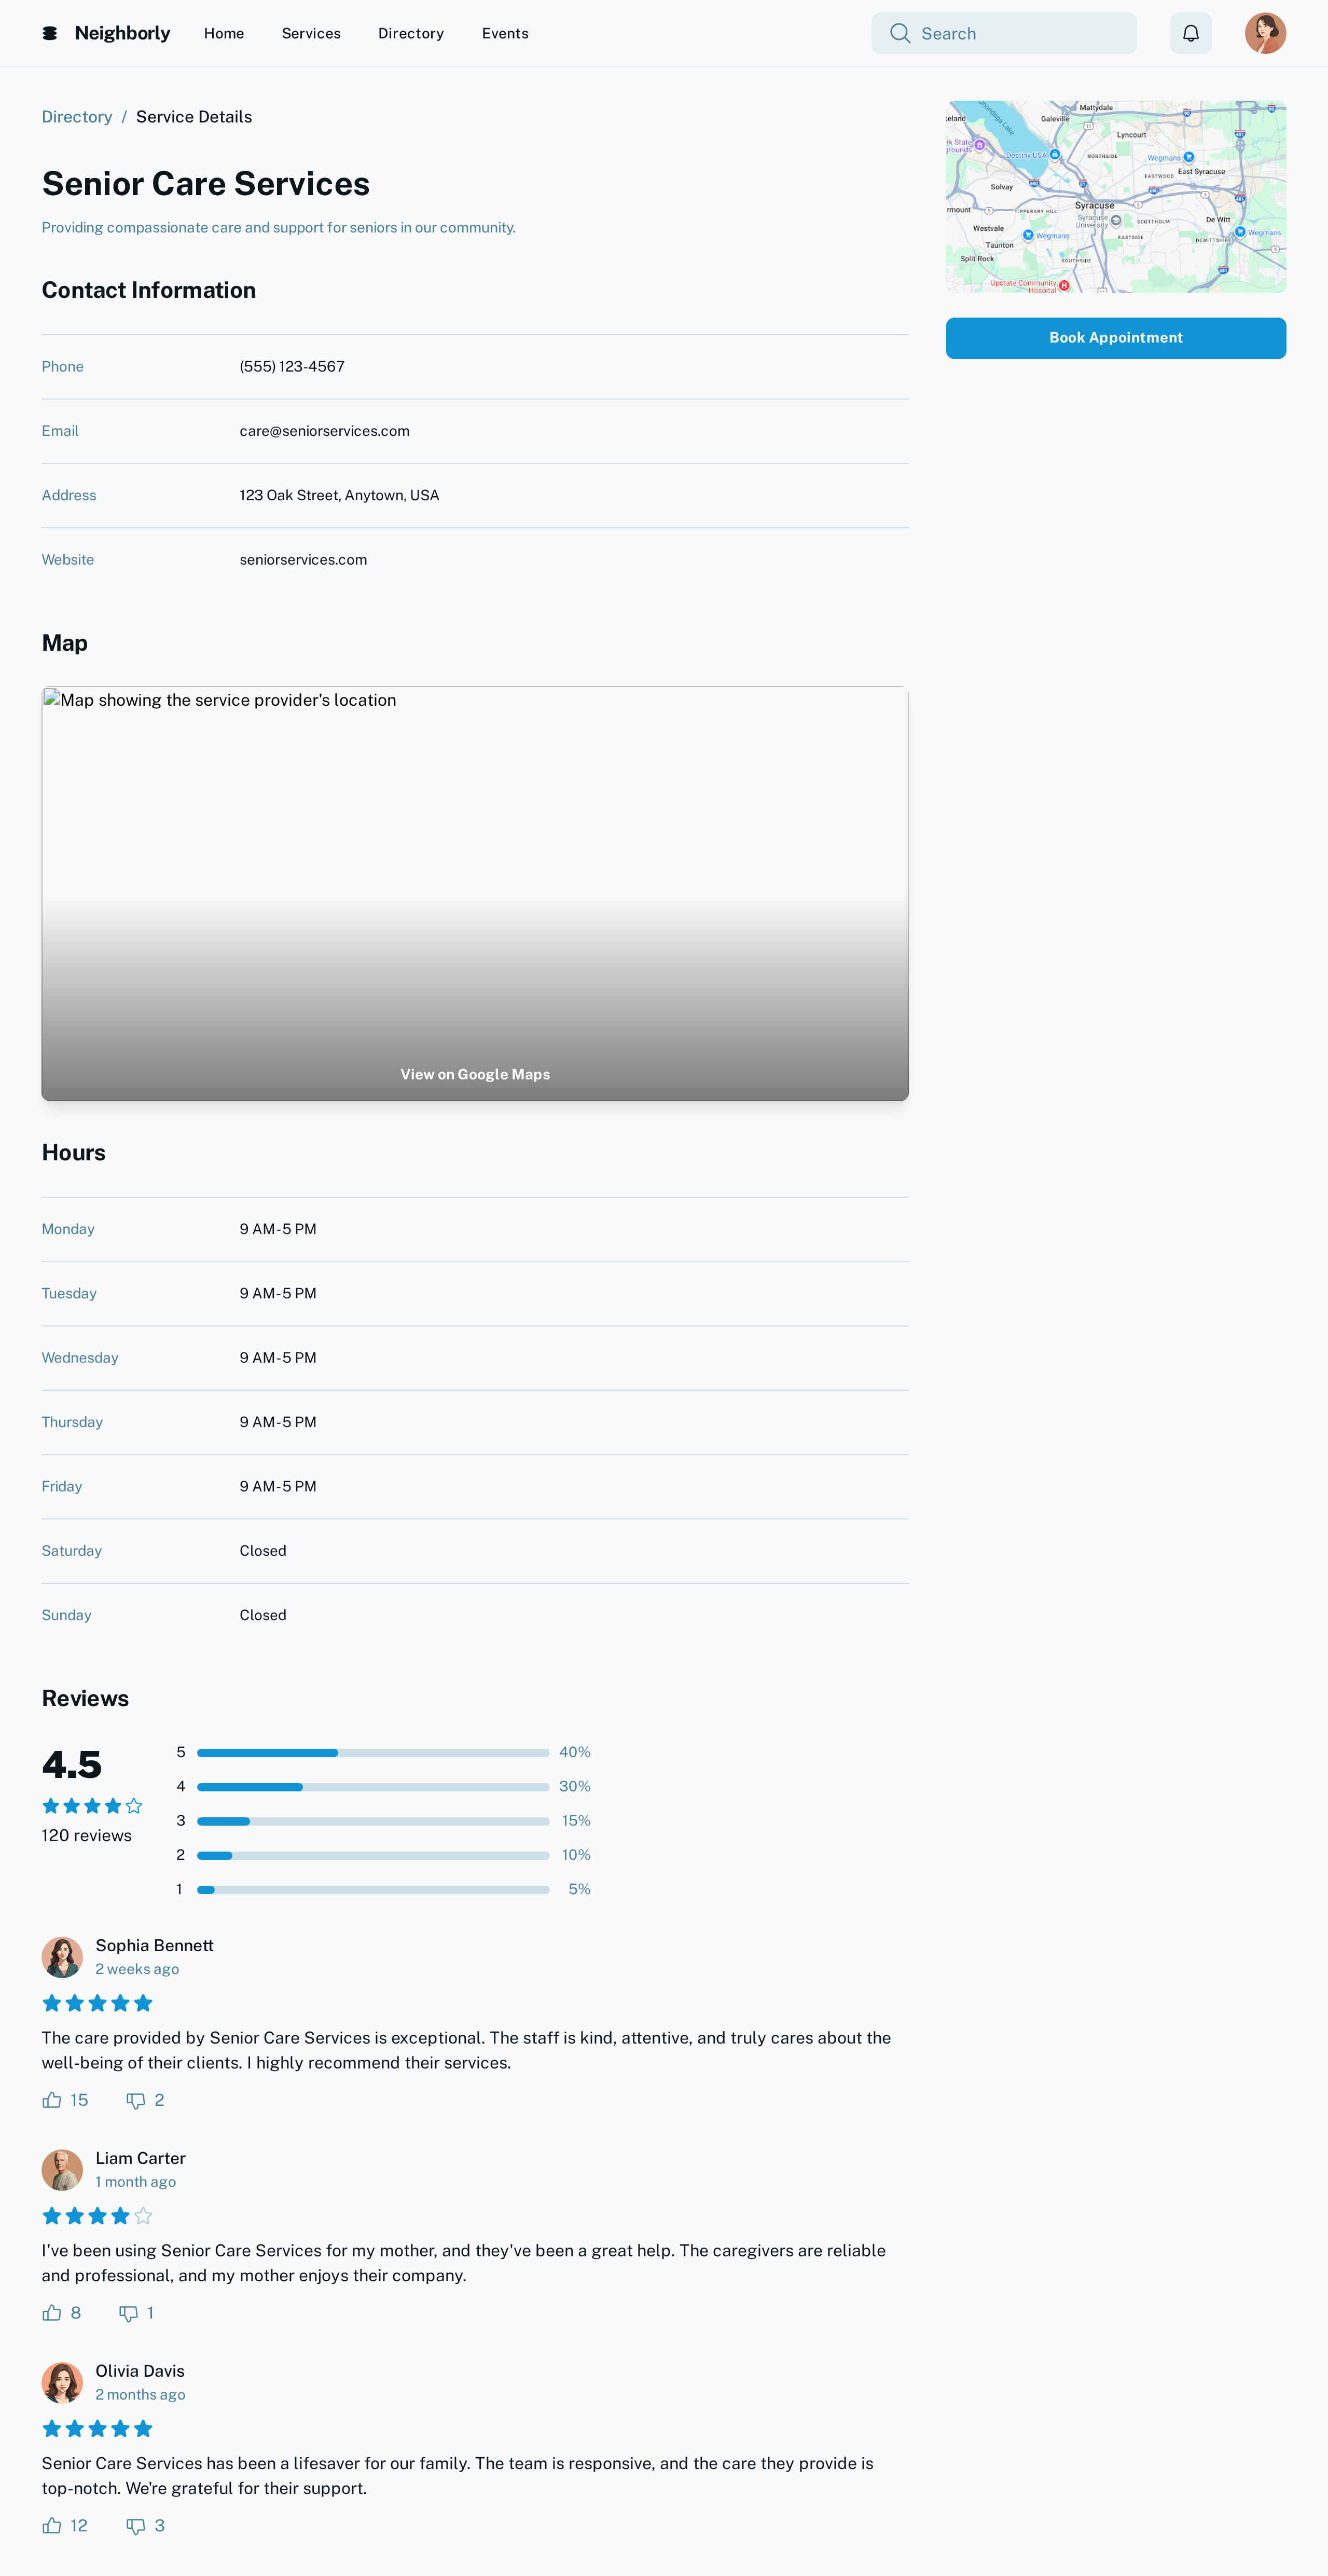 Neighborly
Home
Services
Directory
Events
Search
Directory / Service Details
Senior Care Services
Providing compassionate care and support for seniors in our community.
Contact Information
Phone (555) 123-4567
Email care@seniorservices.com
Address 123 Oak Street, Anytown, USA
Website seniorservices.com
Map
Map showing the service provider's location
View on Google Maps
Hours
Monday 9 AM - 5 PM
Tuesday 9 AM - 5 PM
Wednesday 9 AM - 5 PM
Thursday 9 AM - 5 PM
Friday 9 AM - 5 PM
Saturday Closed
Sunday Closed
Reviews
4.5
120 reviews
5 40%
4 30%
3 15%
2 10%
1 5%
Sophia Bennett
2 weeks ago
The care provided by Senior Care Services is exceptional. The staff is kind, attentive, and truly cares about the
well-being of their clients. I highly recommend their services.
15 2
Liam Carter
1 month ago
I've been using Senior Care Services for my mother, and they've been a great help. The caregivers are reliable
and professional, and my mother enjoys their company.
8 1
Olivia Davis
2 months ago
Senior Care Services has been a lifesaver for our family. The team is responsive, and the care they provide is
top-notch. We're grateful for their support.
12 3
Mattydale
eland
Galeville
Onondaga Lake
Lyncourt
rk State
grounds
Destiny USA
NORTHSIDE
Wegmans
EASTWOOD
East Syracuse
Solvay
Syracuse
rmount
TIPPERARY HILL
Syracuse
University
SCOTTHOLM
De Witt
Westvale
Wegmans
EASTSIDE
DEWITTSHIRE
Wegmans
Taunton
Split Rock
SOUTHSIDE
Upstate Community
Hospital
H
Book Appointment